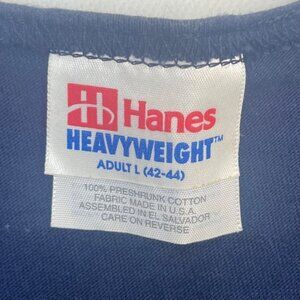 Hanes
HEAVYWEIGHT™
ADULT L (42-44)
100% PRESHRUNK COTTON
FABRIC MADE IN U.S.A.
ASSEMBLED IN EL SALVADOR
CARE ON REVERSE